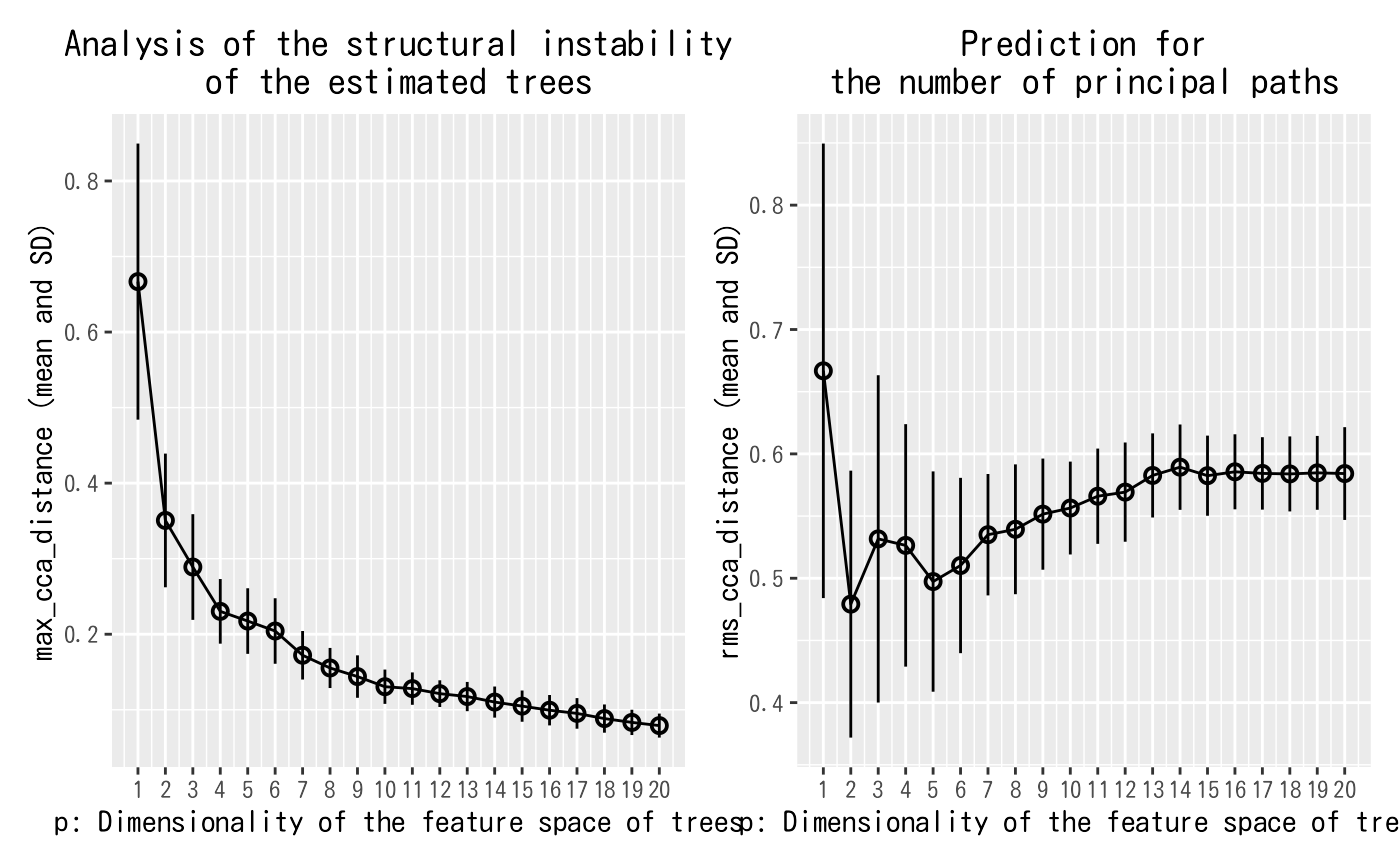 Analysis of the structural instability
of the estimated trees
max_cca_distance (mean and SD)
0.8
0.6
0.4
0.2
1 2 3 4 5 6 7 8 9 10 11 12 13 14 15 16 17 18 19 20
p: Dimensionality of the feature space of trees
Prediction for
the number of principal paths
rms_cca_distance (mean and SD)
0.8
0.7
0.6
0.5
0.4
1 2 3 4 5 6 7 8 9 10 11 12 13 14 15 16 17 18 19 20
p: Dimensionality of the feature space of tre